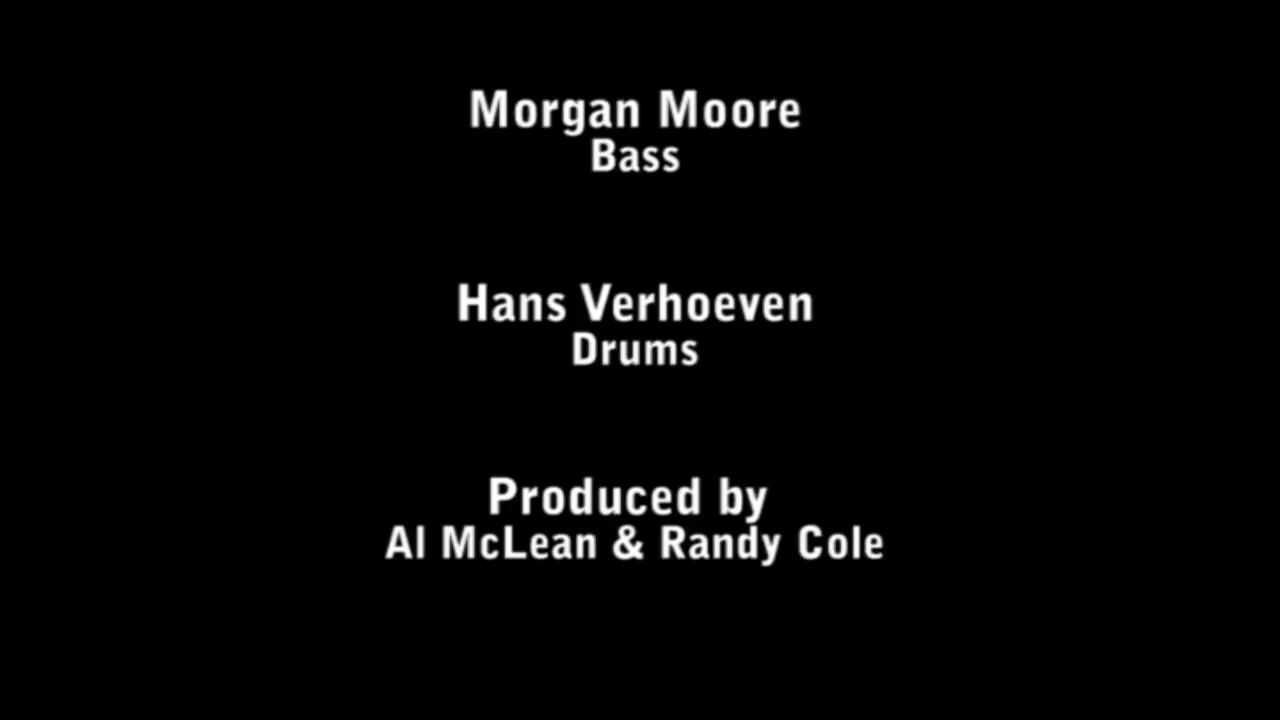 Morgan Moore
Bass
Hans Verhoeven
Drums
Produced by
Al McLean & Randy Cole